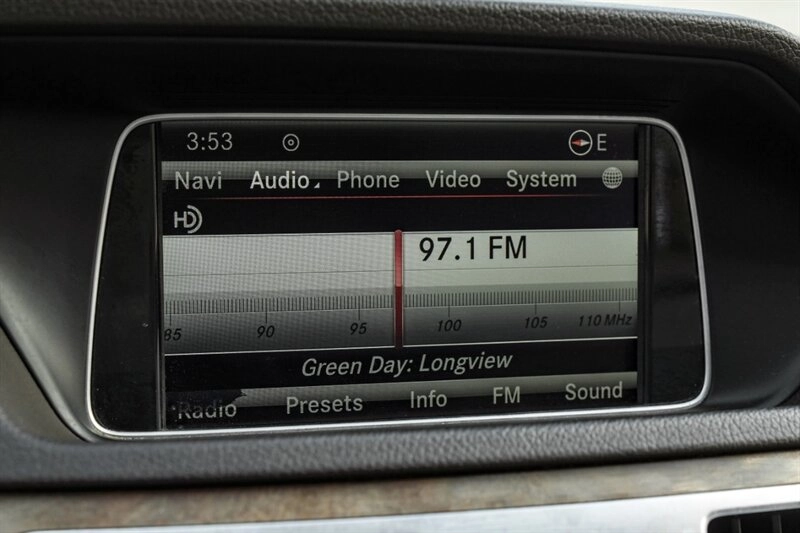 3:53 E
Navi Audio Phone Video System
HD
97.1 FM
85 90 95 100 105 110 MHz
Green Day: Longview
Radio Presets Info FM Sound